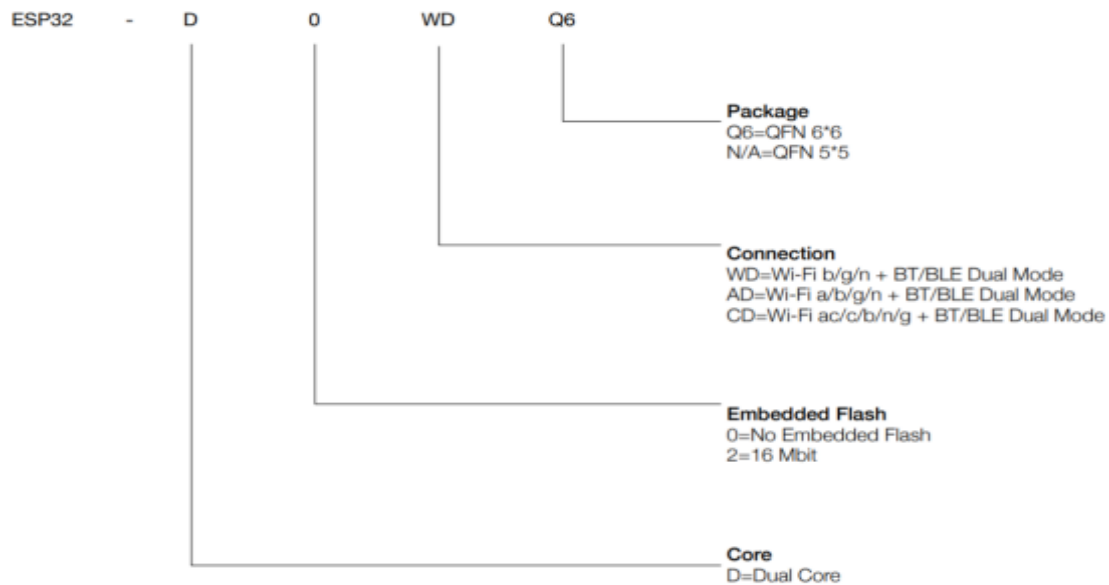 ESP32 - D 0 WD Q6
Package
Q6=QFN 6*6
N/A=QFN 5*5
Connection
WD=Wi-Fi b/g/n + BT/BLE Dual Mode
AD=Wi-Fi a/b/g/n + BT/BLE Dual Mode
CD=Wi-Fi ac/c/b/n/g + BT/BLE Dual Mode
Embedded Flash
0=No Embedded Flash
2=16 Mbit
Core
D=Dual Core